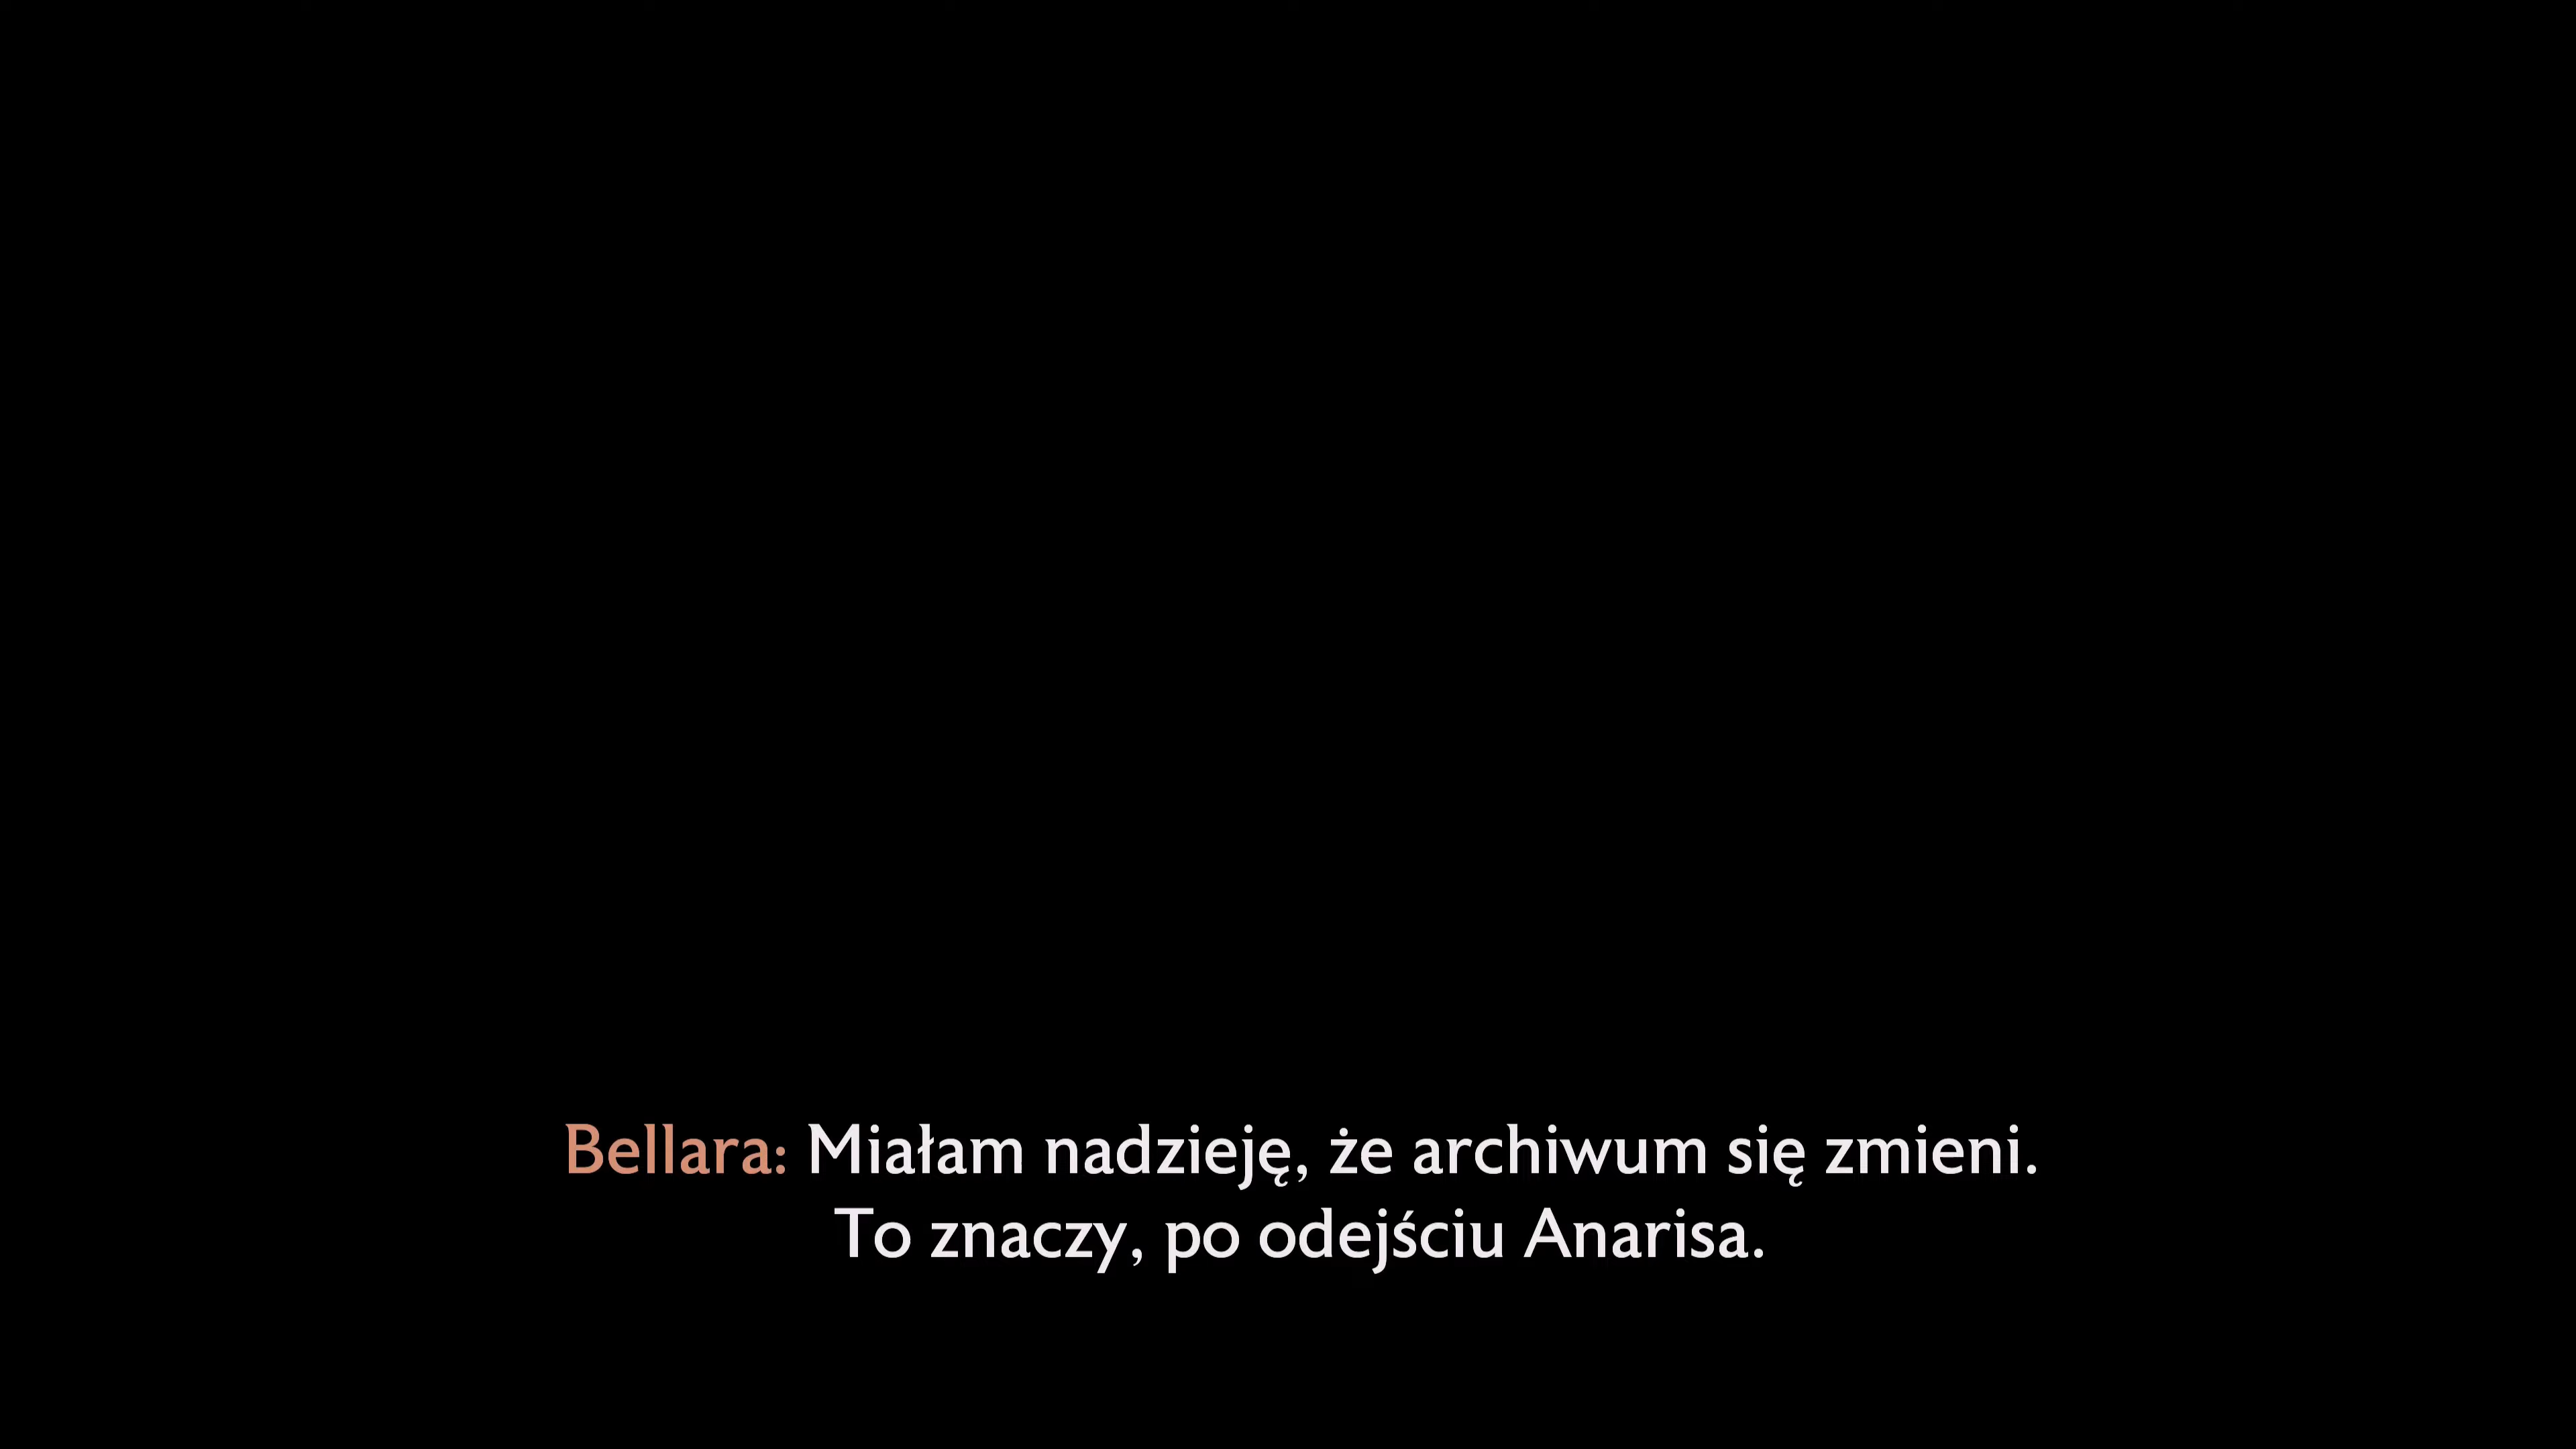 Bellara: Miałam nadzieję, że archiwum się zmieni.
To znaczy, po odejściu Anarisa.